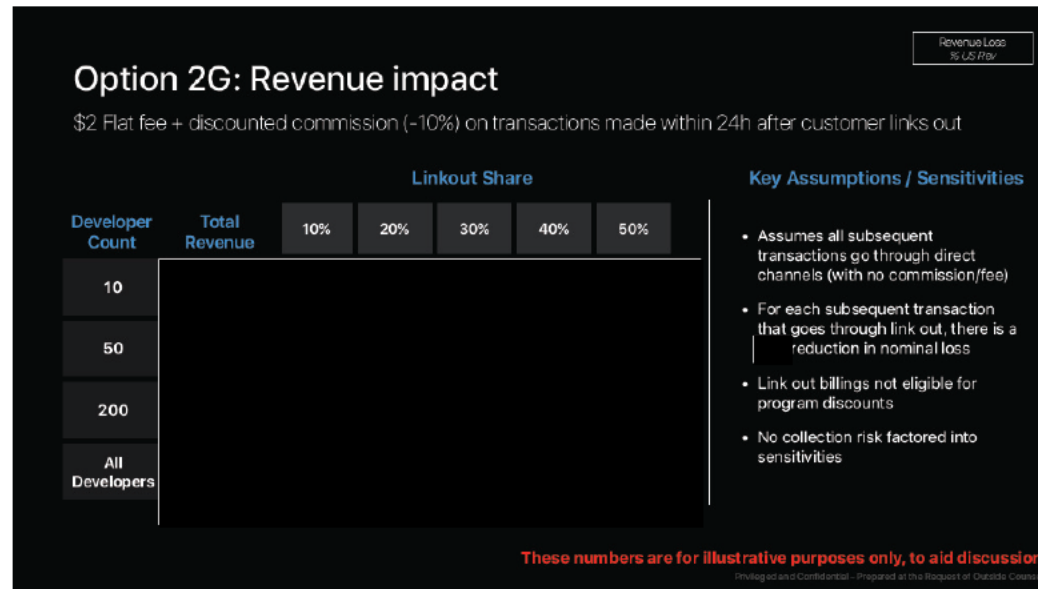 Revenue Loss
% US Rev
Option 2G: Revenue impact
$2 Flat fee + discounted commission (-10%) on transactions made within 24h after customer links out
Linkout Share
Key Assumptions / Sensitivities
Developer
Count
Total
Revenue
10%
20%
30%
40%
50%
10
50
200
All
Developers
• Assumes all subsequent
transactions go through direct
channels (with no commission/fee)
• For each subsequent transaction
that goes through link out, there is a
reduction in nominal loss
• Link out billings not eligible for
program discounts
• No collection risk factored into
sensitivities
These numbers are for illustrative purposes only, to aid discussion
Privileged and Confidential – Prepared at the Request of Outside Couns